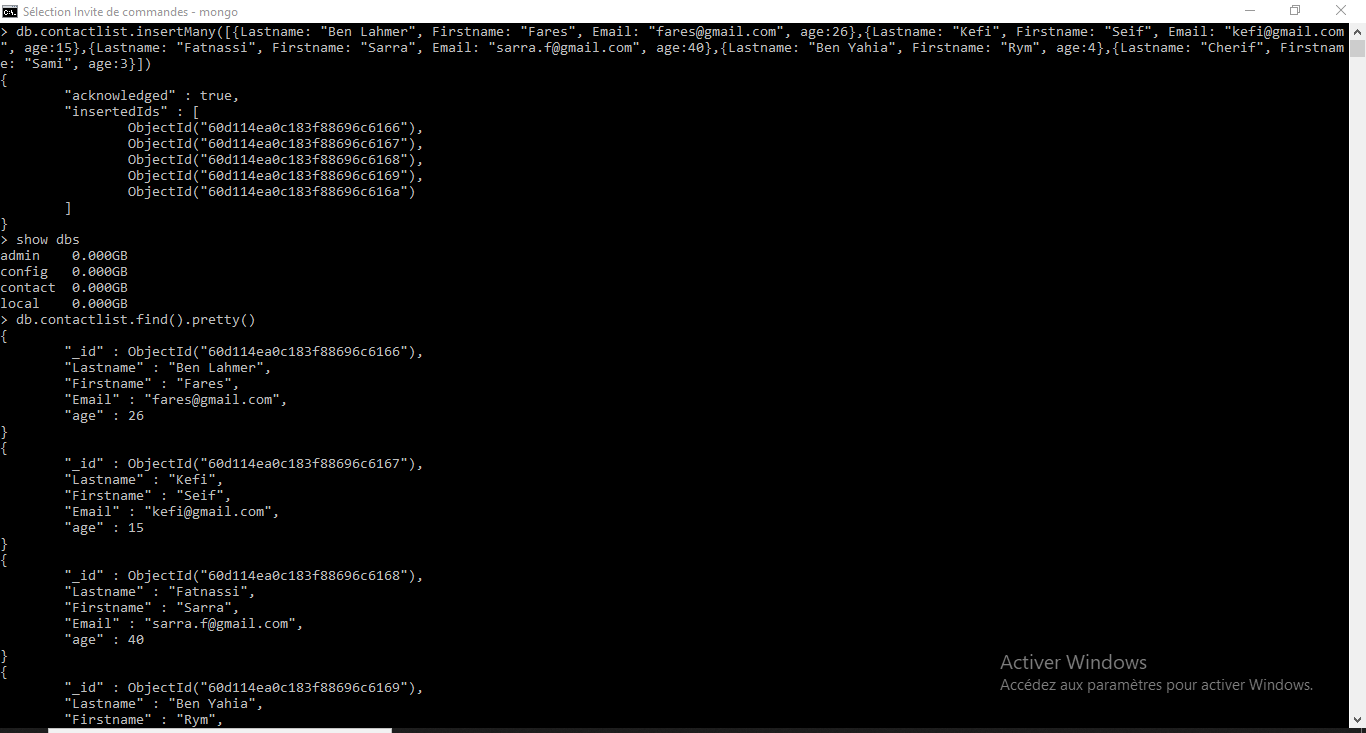 Sélection Invite de commandes - mongo
> db.contactlist.insertMany([{Lastname: "Ben Lahmer", Firstname: "Fares", Email: "fares@gmail.com", age:26},{Lastname: "Kefi", Firstname: "Seif", Email: "kefi@gmail.com
", age:15},{Lastname: "Fatnassi", Firstname: "Sarra", Email: "sarra.f@gmail.com", age:40},{Lastname: "Ben Yahia", Firstname: "Rym", age:4},{Lastname: "Cherif", Firstnam
e: "Sami", age:3}])
{
"acknowledged" : true,
"insertedIds" : [
ObjectId("60d114ea0c183f88696c6166"),
ObjectId("60d114ea0c183f88696c6167"),
ObjectId("60d114ea0c183f88696c6168"),
ObjectId("60d114ea0c183f88696c6169"),
ObjectId("60d114ea0c183f88696c616a")
]
}
> show dbs
admin 0.000GB
config 0.000GB
contact 0.000GB
local 0.000GB
> db.contactlist.find().pretty()
{
"_id" : ObjectId("60d114ea0c183f88696c6166"),
"Lastname" : "Ben Lahmer",
"Firstname" : "Fares",
"Email" : "fares@gmail.com",
"age" : 26
}
{
"_id" : ObjectId("60d114ea0c183f88696c6167"),
"Lastname" : "Kefi",
"Firstname" : "Seif",
"Email" : "kefi@gmail.com",
"age" : 15
}
{
"_id" : ObjectId("60d114ea0c183f88696c6168"),
"Lastname" : "Fatnassi",
"Firstname" : "Sarra",
"Email" : "sarra.f@gmail.com",
"age" : 40
}
{
"_id" : ObjectId("60d114ea0c183f88696c6169"),
"Lastname" : "Ben Yahia",
"Firstname" : "Rym",
Activer Windows
Accédez aux paramètres pour activer Windows.